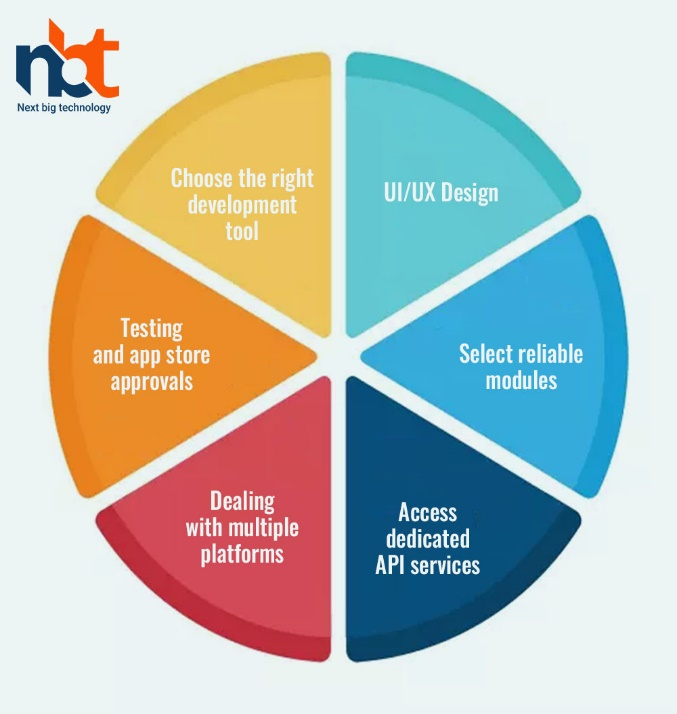 nbt
Next big technology
Choose the right
development
tool
UI/UX Design
Testing
and app store
approvals
Select reliable
modules
Dealing
with multiple
platforms
Access
dedicated
API services